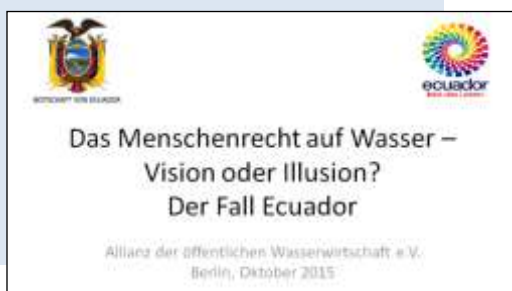 BOTSCHAFT VON ECUADOR
ecuador
Das Menschenrecht auf Wasser –
Vision oder Illusion?
Der Fall Ecuador
Allianz der öffentlichen Wasserwirtschaft e.V.
Berlin, Oktober 2015